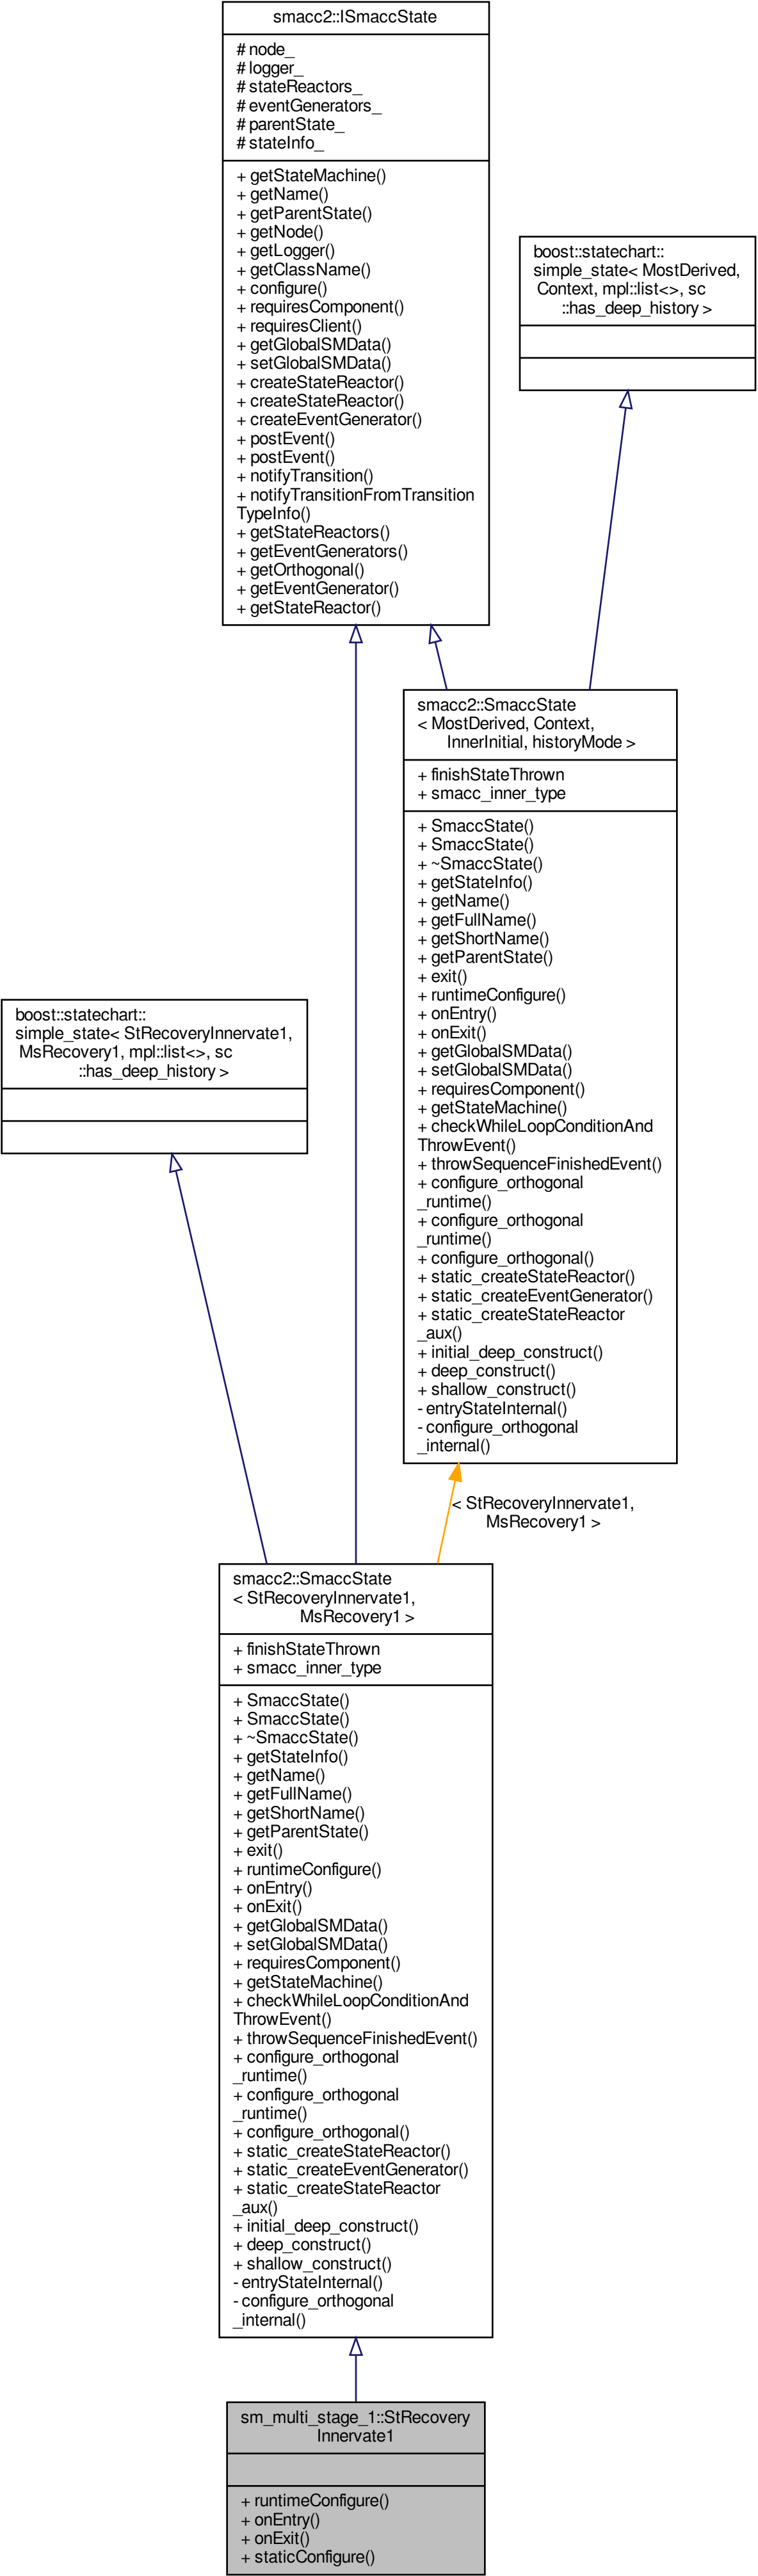 smacc2::ISmaccState
# node_
# logger_
# stateReactors_
# eventGenerators_
# parentState_
# stateInfo_
+ getStateMachine()
+ getName()
+ getParentState()
+ getNode()
+ getLogger()
+ getClassName()
+ configure()
+ requiresComponent()
+ requiresClient()
+ getGlobalSMData()
+ setGlobalSMData()
+ createStateReactor()
+ createStateReactor()
+ createEventGenerator()
+ postEvent()
+ postEvent()
+ notifyTransition()
+ notifyTransitionFromTransition
TypeInfo()
+ getStateReactors()
+ getEventGenerators()
+ getOrthogonal()
+ getEventGenerator()
+ getStateReactor()
boost::statechart::
simple_state< MostDerived,
Context, mpl::list<>, sc
::has_deep_history >
smacc2::SmaccState
< MostDerived, Context,
InnerInitial, historyMode >
+ finishStateThrown
+ smacc_inner_type
+ SmaccState()
+ SmaccState()
+ ~SmaccState()
+ getStateInfo()
+ getName()
+ getFullName()
+ getShortName()
+ getParentState()
+ exit()
+ runtimeConfigure()
+ onEntry()
+ onExit()
+ getGlobalSMData()
+ setGlobalSMData()
+ requiresComponent()
+ getStateMachine()
+ checkWhileLoopConditionAnd
ThrowEvent()
+ throwSequenceFinishedEvent()
+ configure_orthogonal
_runtime()
+ configure_orthogonal
_runtime()
+ configure_orthogonal()
+ static_createStateReactor()
+ static_createEventGenerator()
+ static_createStateReactor
_aux()
+ initial_deep_construct()
+ deep_construct()
+ shallow_construct()
- entryStateInternal()
- configure_orthogonal
_internal()
boost::statechart::
simple_state< StRecoveryInnervate1,
MsRecovery1, mpl::list<>, sc
::has_deep_history >
< StRecoveryInnervate1,
MsRecovery1 >
smacc2::SmaccState
< StRecoveryInnervate1,
MsRecovery1 >
+ finishStateThrown
+ smacc_inner_type
+ SmaccState()
+ SmaccState()
+ ~SmaccState()
+ getStateInfo()
+ getName()
+ getFullName()
+ getShortName()
+ getParentState()
+ exit()
+ runtimeConfigure()
+ onEntry()
+ onExit()
+ getGlobalSMData()
+ setGlobalSMData()
+ requiresComponent()
+ getStateMachine()
+ checkWhileLoopConditionAnd
ThrowEvent()
+ throwSequenceFinishedEvent()
+ configure_orthogonal
_runtime()
+ configure_orthogonal
_runtime()
+ configure_orthogonal()
+ static_createStateReactor()
+ static_createEventGenerator()
+ static_createStateReactor
_aux()
+ initial_deep_construct()
+ deep_construct()
+ shallow_construct()
- entryStateInternal()
- configure_orthogonal
_internal()
sm_multi_stage_1::StRecovery
Innervate1
+ runtimeConfigure()
+ onEntry()
+ onExit()
+ staticConfigure()